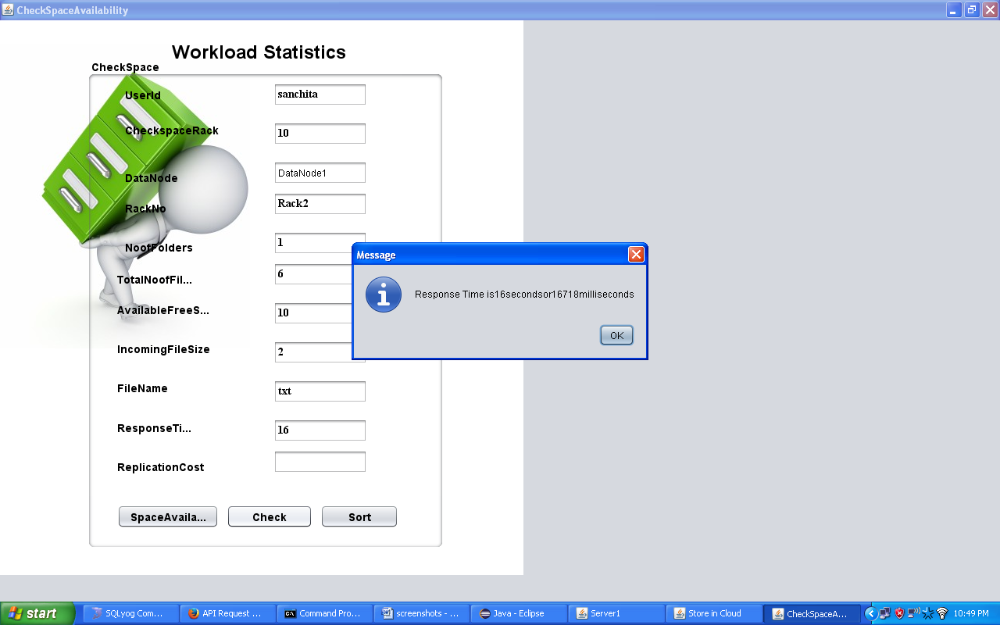 CheckSpaceAvailability
Workload Statistics
CheckSpace
UserId sanchita
CheckspaceRack 10
DataNode DataNode1
RackNo Rack2
NoofFolders 1
TotalNoofFil... 6
AvailableFreeS... 10
IncomingFileSize 2
FileName txt
ResponseTi... 16
ReplicationCost
SpaceAvaila... Check Sort
Message
Response Time is16secondsor16718milliseconds
OK
start SQLyog Com... API Request ... Command Pro... screenshots - ... Java - Eclipse Server1 Store in Cloud CheckSpaceA... 10:49 PM